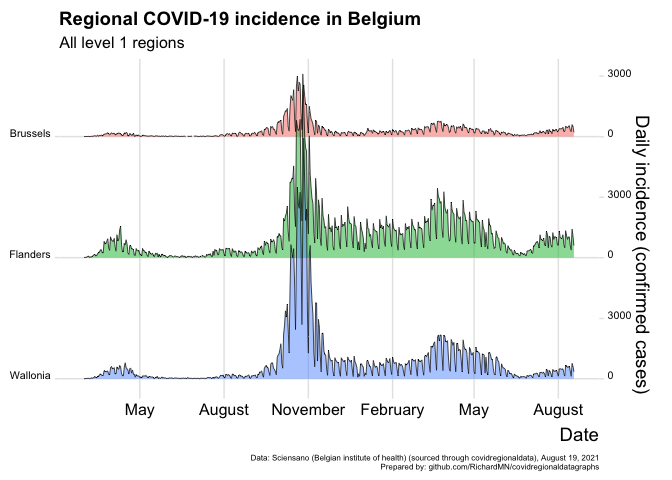 Regional COVID-19 incidence in Belgium
All level 1 regions
3000
Brussels
0
3000
Flanders
0
3000
Wallonia
0
Daily incidence (confirmed cases)
May August November February May August
Date
Data: Sciensano (Belgian institute of health) (sourced through covidregionaldata), August 19, 2021
Prepared by: github.com/RichardMN/covidregionaldatagraphs